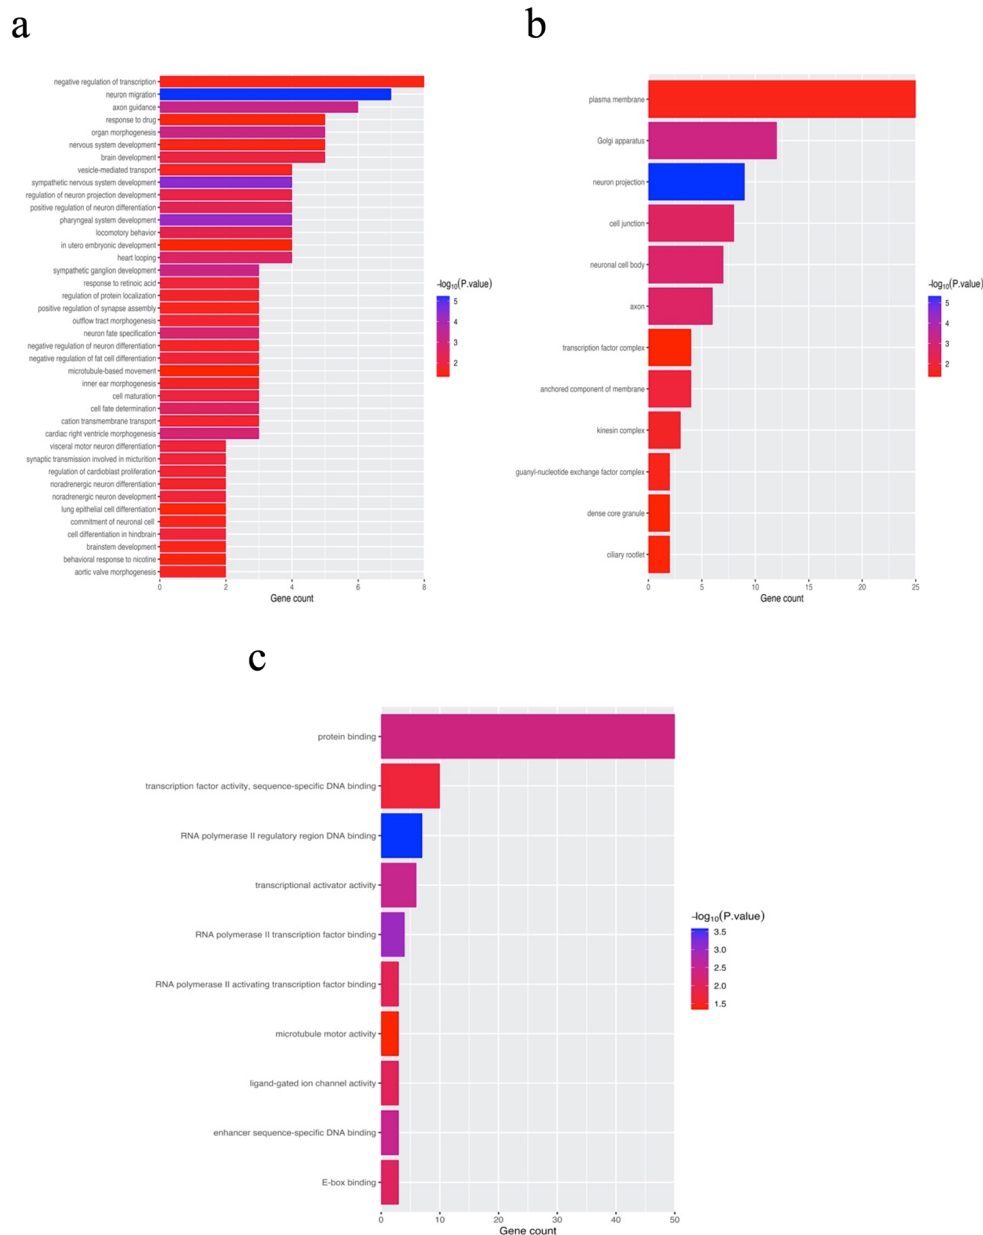 a
negative regulation of transcription
neuron migration
axon guidance
response to drug
organ morphogenesis
nervous system development
brain development
vesicle-mediated transport
sympathetic nervous system development
regulation of neuron projection development
positive regulation of neuron differentiation
pharyngeal system development
locomotory behavior
in utero embryonic development
heart looping
sympathetic ganglion development
response to retinoic acid
regulation of protein localization
positive regulation of synapse assembly
outflow tract morphogenesis
neuron fate specification
negative regulation of neuron differentiation
negative regulation of fat cell differentiation
microtubule-based movement
inner ear morphogenesis
cell maturation
cell fate determination
cation transmembrane transport
cardiac right ventricle morphogenesis
visceral motor neuron differentiation
synaptic transmission involved in micturition
regulation of cardioblast proliferation
noradrenergic neuron differentiation
noradrenergic neuron development
lung epithelial cell differentiation
commitment of neuronal cell
cell differentiation in hindbrain
brainstem development
behavioral response to nicotine
aortic valve morphogenesis
0 2 4 6 8
Gene count
-log10(P.value)
5
4
3
2
b
plasma membrane
Golgi apparatus
neuron projection
cell junction
neuronal cell body
axon
transcription factor complex
anchored component of membrane
kinesin complex
guanyl-nucleotide exchange factor complex
dense core granule
ciliary rootlet
0 5 10 15 20 25
Gene count
-log10(P.value)
5
4
3
2
c
protein binding
transcription factor activity, sequence-specific DNA binding
RNA polymerase II regulatory region DNA binding
transcriptional activator activity
RNA polymerase II transcription factor binding
RNA polymerase II activating transcription factor binding
microtubule motor activity
ligand-gated ion channel activity
enhancer sequence-specific DNA binding
E-box binding
0 10 20 30 40 50
Gene count
-log10(P.value)
3.5
3.0
2.5
2.0
1.5